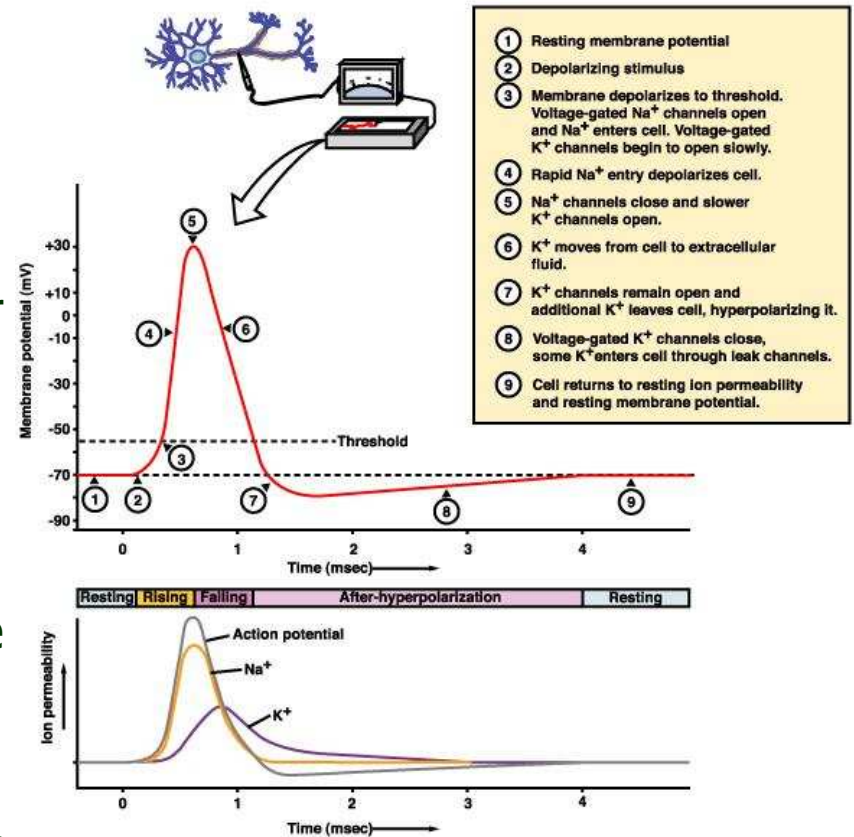 1 Resting membrane potential
2 Depolarizing stimulus
3 Membrane depolarizes to threshold.
Voltage-gated Na+ channels open
and Na+ enters cell. Voltage-gated
K+ channels begin to open slowly.
4 Rapid Na+ entry depolarizes cell.
5 Na+ channels close and slower
K+ channels open.
6 K+ moves from cell to extracellular
fluid.
7 K+ channels remain open and
additional K+ leaves cell, hyperpolarizing it.
8 Voltage-gated K+ channels close,
some K+enters cell through leak channels.
9 Cell returns to resting ion permeability
and resting membrane potential.
Membrane potential (mV)
5
+30
+10
0
-10
-30
-50
-70
-90
4
6
Threshold
3
1
2
7
8
9
0 1 2 3 4
Time (msec)
Resting Rising Falling After-hyperpolarization Resting
Ion permeability
Action potential
Na+
K+
0 1 2 3 4
Time (msec)